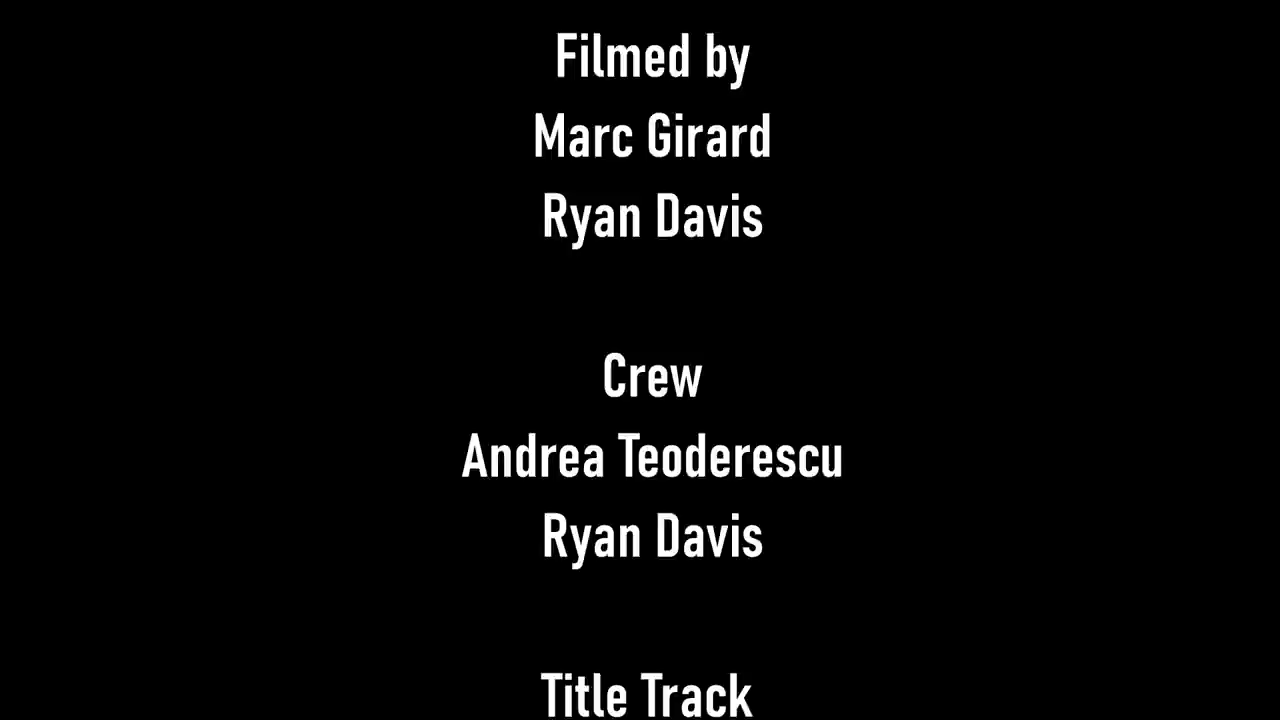 Filmed by
Marc Girard
Ryan Davis
Crew
Andrea Teoderescu
Ryan Davis
Title Track